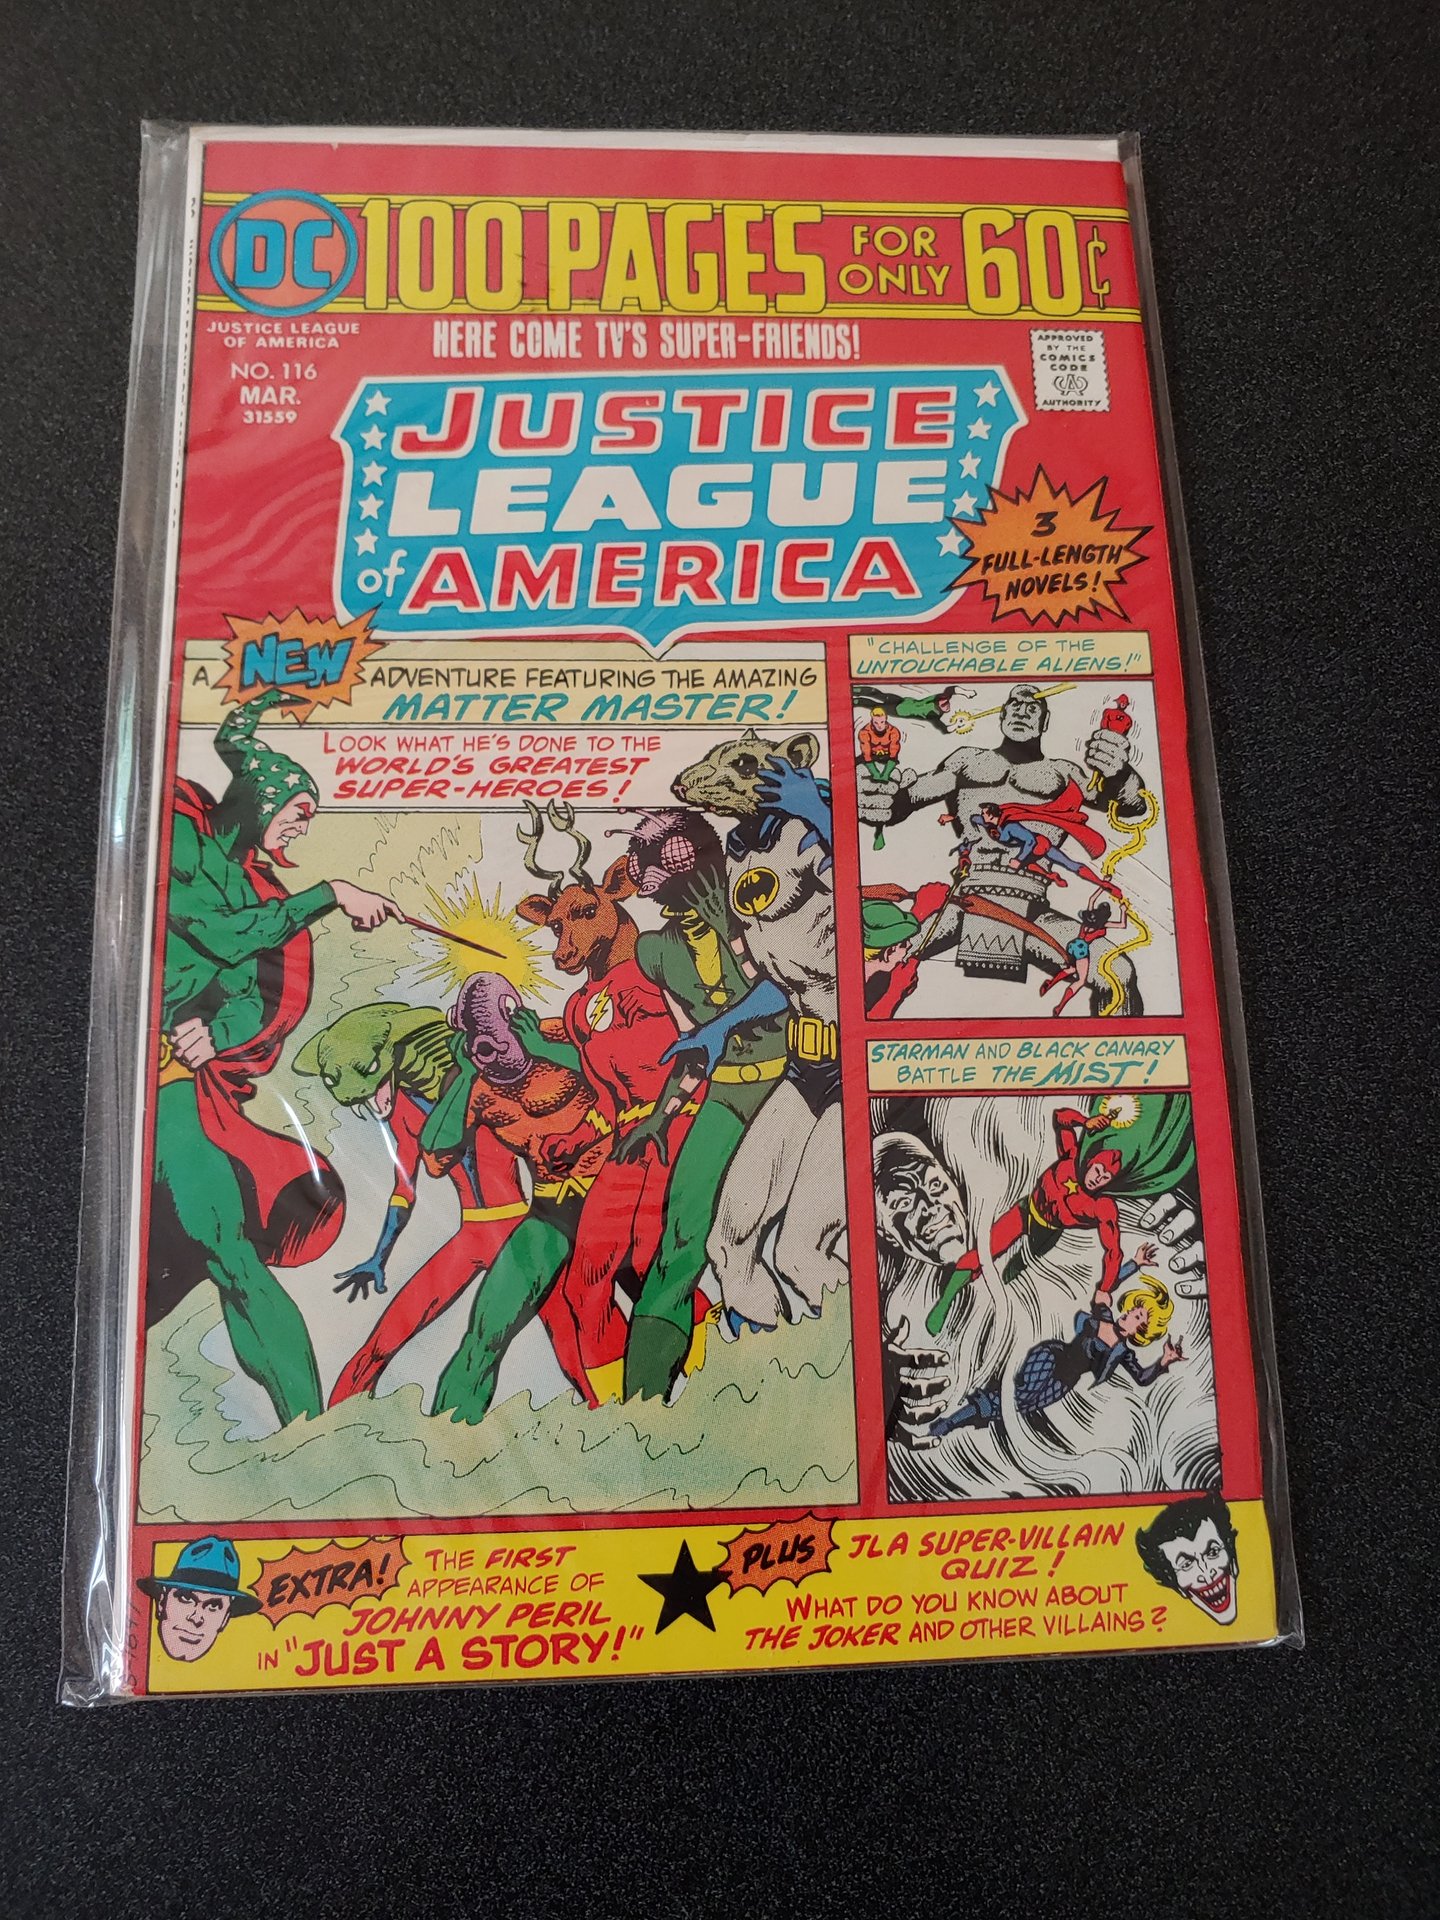 DC 100 PAGES FOR ONLY 60¢
JUSTICE LEAGUE
OF AMERICA
NO. 116
MAR.
31559
HERE COME TV'S SUPER-FRIENDS!
APPROVED
BY THE
COMICS
CODE
CA
AUTHORITY
JUSTICE
LEAGUE
of AMERICA
3
FULL-LENGTH
NOVELS!
A NEW ADVENTURE FEATURING THE AMAZING
MATTER MASTER!
LOOK WHAT HE'S DONE TO THE
WORLD'S GREATEST
SUPER-HEROES!
"CHALLENGE OF THE
UNTOUCHABLE ALIENS!"
STARMAN AND BLACK CANARY
BATTLE THE MIST!
EXTRA!
THE FIRST
APPEARANCE OF
JOHNNY PERIL
IN "JUST A STORY!"
PLUS
JLA SUPER-VILLAIN
QUIZ!
WHAT DO YOU KNOW ABOUT
THE JOKER AND OTHER VILLAINS?